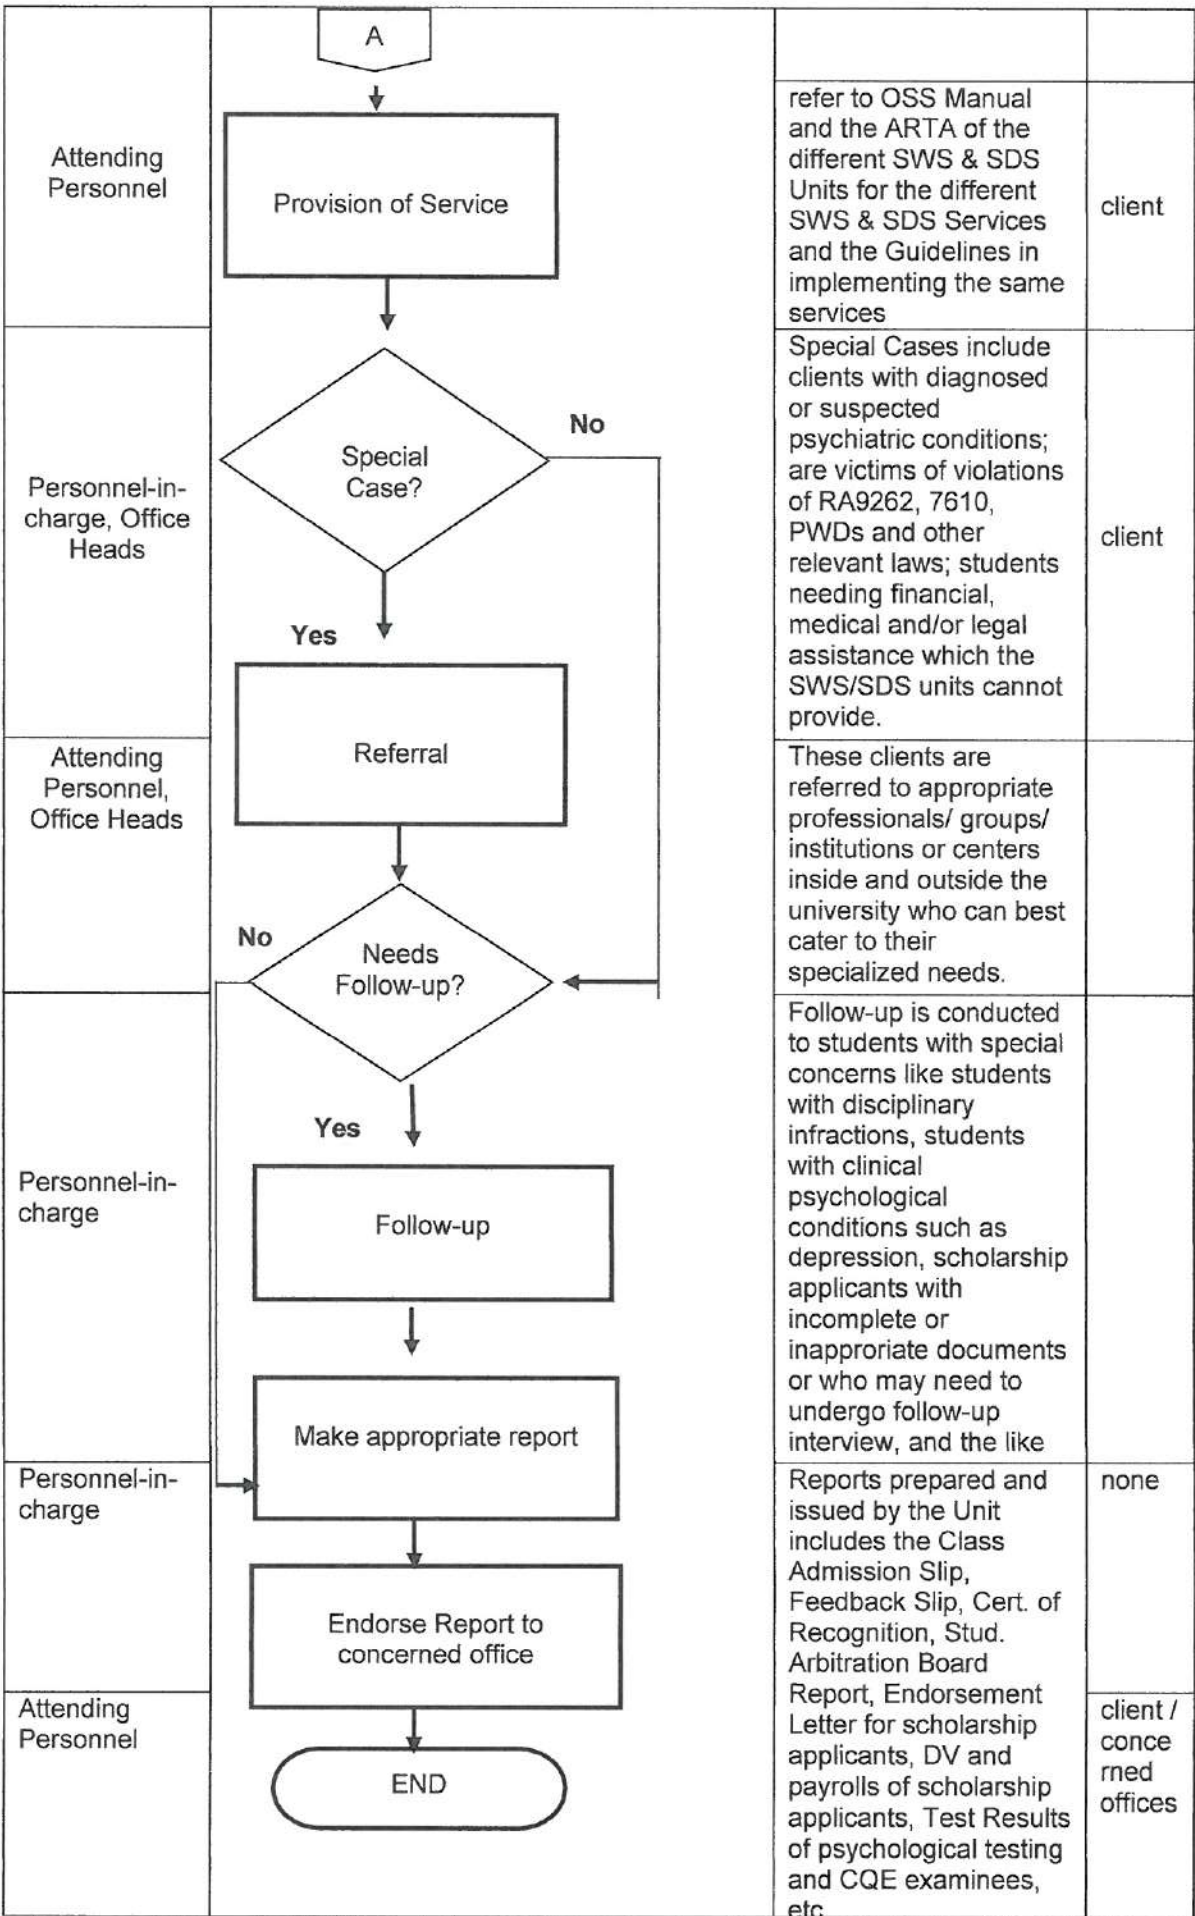 A
Attending
Personnel
Provision of Service
refer to OSS Manual
and the ARTA of the
different SWS & SDS
Units for the different
SWS & SDS Services
and the Guidelines in
implementing the same
services
client
Personnel-in-
charge, Office
Heads
Special
Case?
No
Yes
Special Cases include
clients with diagnosed
or suspected
psychiatric conditions;
are victims of violations
of RA9262, 7610,
PWDs and other
relevant laws; students
needing financial,
medical and/or legal
assistance which the
SWS/SDS units cannot
provide.
client
Attending
Personnel,
Office Heads
Referral
These clients are
referred to appropriate
professionals/ groups/
institutions or centers
inside and outside the
university who can best
cater to their
specialized needs.
No
Needs
Follow-up?
Yes
Personnel-in-
charge
Follow-up
Make appropriate report
Follow-up is conducted
to students with special
concerns like students
with disciplinary
infractions, students
with clinical
psychological
conditions such as
depression, scholarship
applicants with
incomplete or
inapproriate documents
or who may need to
undergo follow-up
interview, and the like
Personnel-in-
charge
Endorse Report to
concerned office
Reports prepared and
issued by the Unit
includes the Class
Admission Slip,
Feedback Slip, Cert. of
Recognition, Stud.
Arbitration Board
Report, Endorsement
Letter for scholarship
applicants, DV and
payrolls of scholarship
applicants, Test Results
of psychological testing
and CQE examinees,
etc
none
Attending
Personnel
END
client /
conce
rned
offices